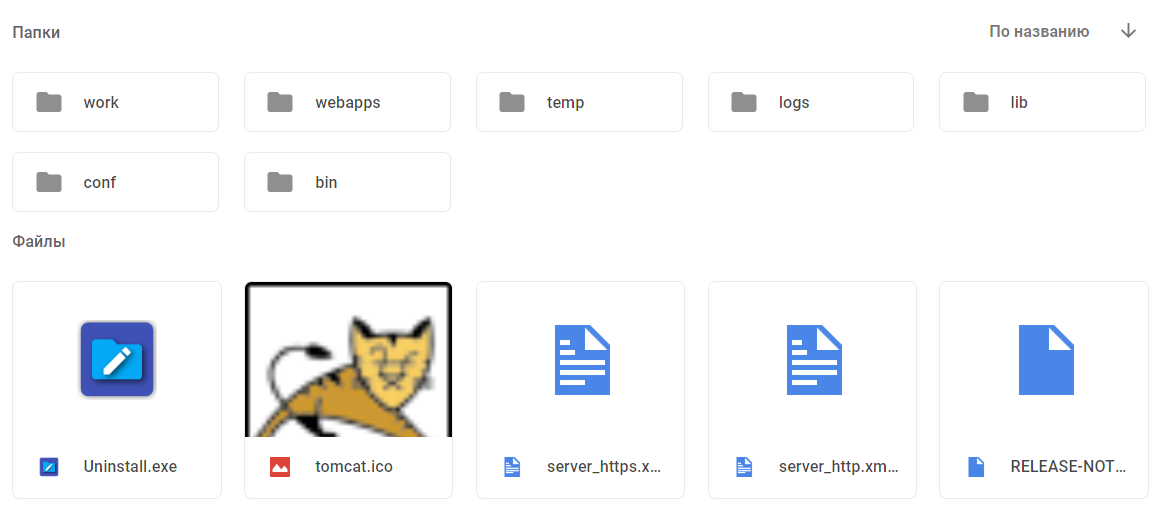 Папки
По названию
work
webapps
temp
logs
lib
conf
bin
Файлы
Uninstall.exe
tomcat.ico
server_https.x...
server_http.xm...
RELEASE-NOT...